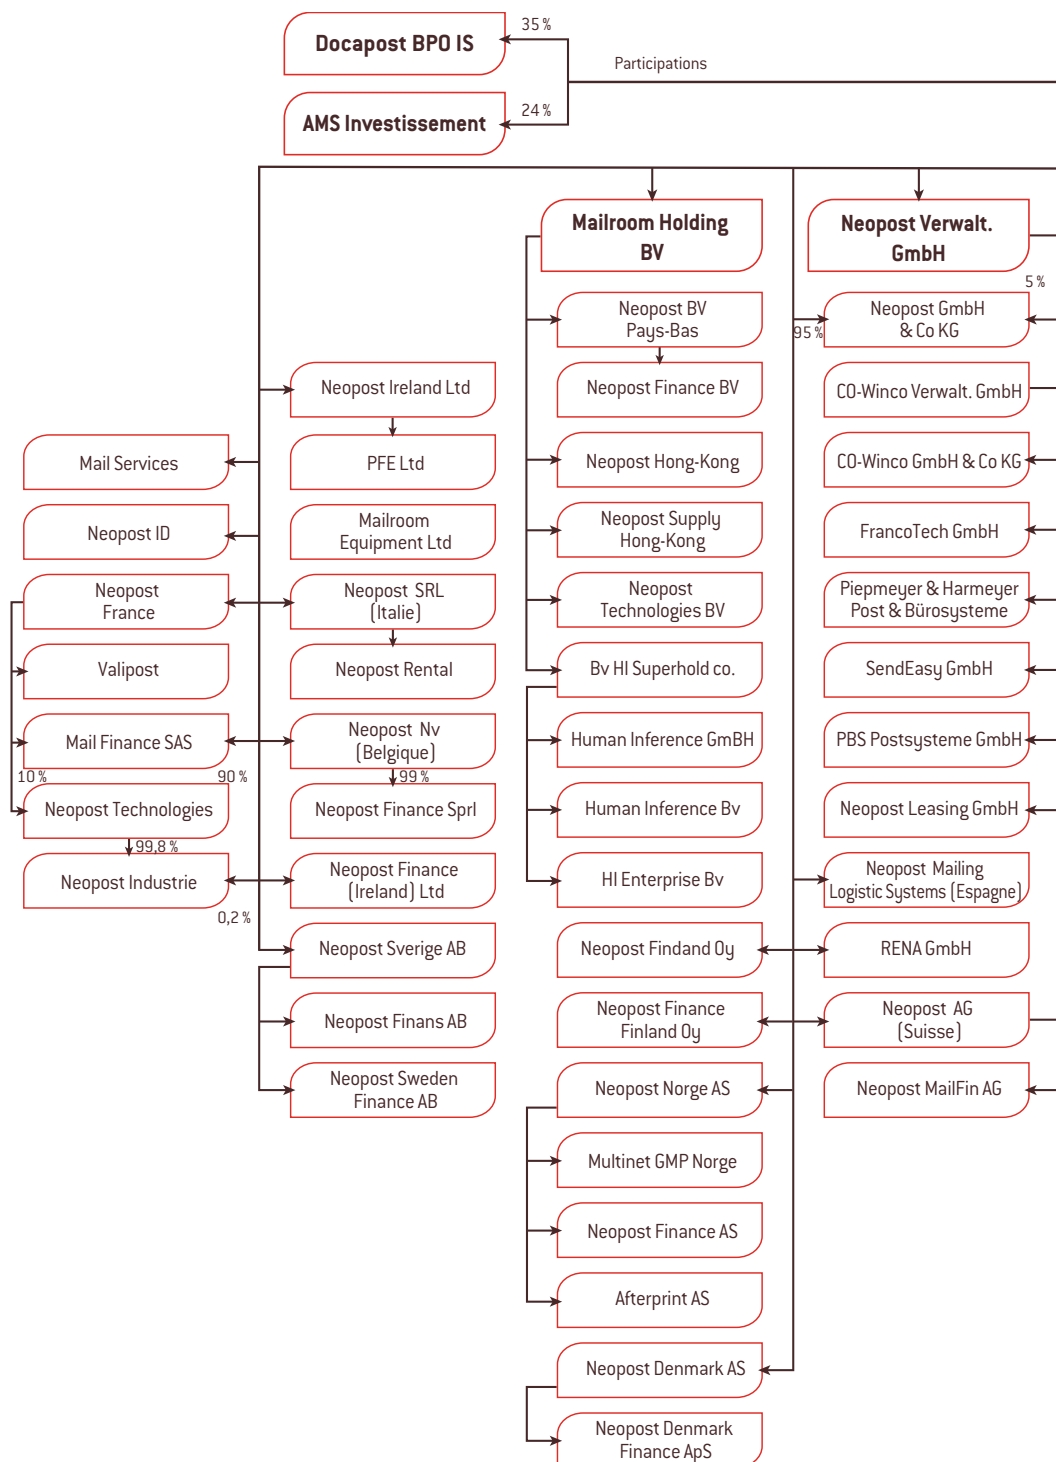 35 %
Docapost BPO IS
Participations
24 %
AMS Investissement
Mailroom Holding
BV
Neopost Verwalt.
GmbH
5 %
Neopost BV
Pays-Bas
95 %
Neopost GmbH
& Co KG
Neopost Ireland Ltd
Neopost Finance BV
CO-Winco Verwalt. GmbH
Mail Services
PFE Ltd
Neopost Hong-Kong
CO-Winco GmbH & Co KG
Neopost ID
Mailroom
Equipment Ltd
Neopost Supply
Hong-Kong
FrancoTech GmbH
Neopost
France
Neopost SRL
(Italie)
Neopost
Technologies BV
Piepmeyer & Harmeyer
Post & Bürosysteme
Valipost
Neopost Rental
Bv HI Superhold co.
SendEasy GmbH
Mail Finance SAS
Neopost Nv
(Belgique)
Human Inference GmBH
PBS Postsysteme GmbH
10 %
90 %
99 %
Neopost Technologies
Neopost Finance Sprl
Human Inference Bv
Neopost Leasing GmbH
99,8 %
Neopost Industrie
Neopost Finance
(Ireland) Ltd
HI Enterprise Bv
Neopost Mailing
Logistic Systems (Espagne)
0,2 %
Neopost Sverige AB
Neopost Findand Oy
RENA GmbH
Neopost Finans AB
Neopost Finance
Finland Oy
Neopost AG
(Suisse)
Neopost Sweden
Finance AB
Neopost Norge AS
Neopost MailFin AG
Multinet GMP Norge
Neopost Finance AS
Afterprint AS
Neopost Denmark AS
Neopost Denmark
Finance ApS